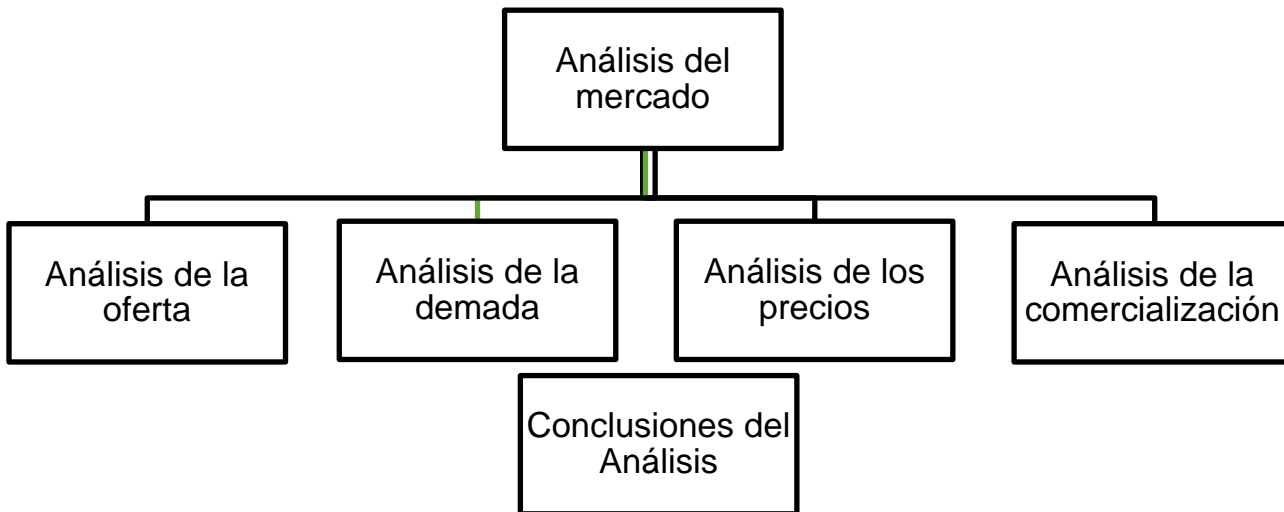 Análisis del
mercado
Análisis de la
oferta
Análisis de la
demada
Análisis de los
precios
Análisis de la
comercialización
Conclusiones del
Análisis